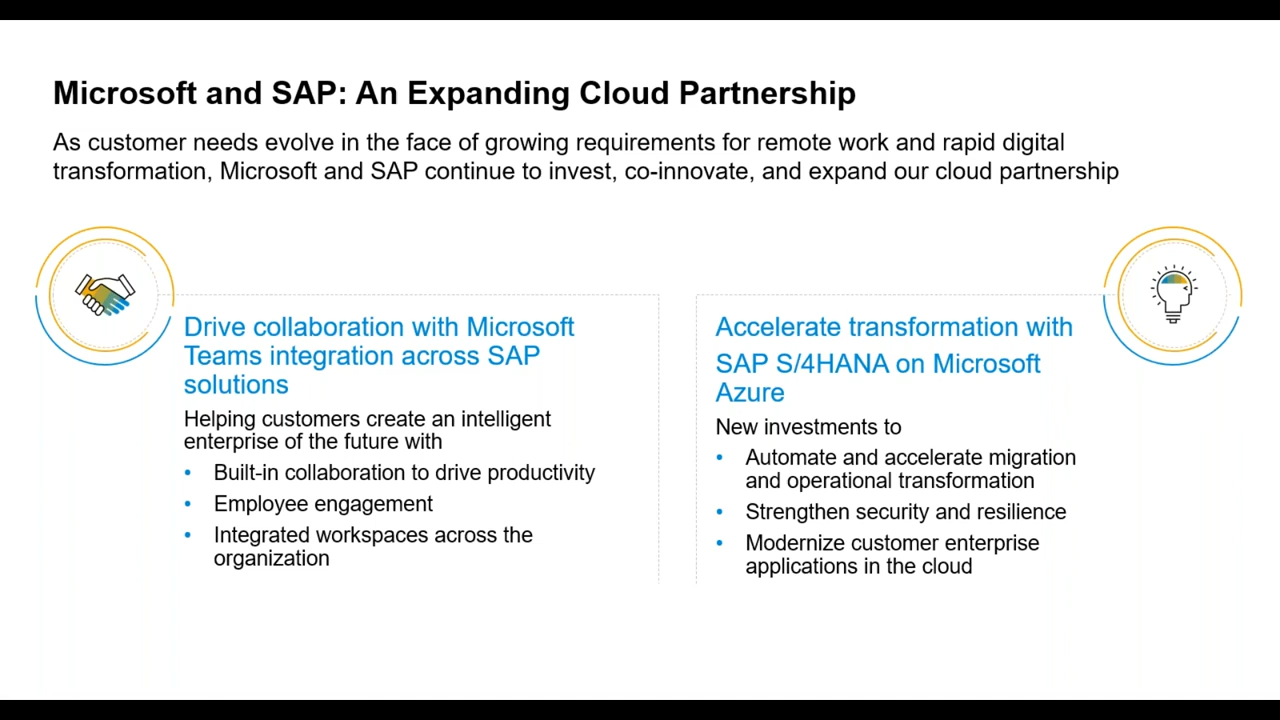 Microsoft and SAP: An Expanding Cloud Partnership
As customer needs evolve in the face of growing requirements for remote work and rapid digital
transformation, Microsoft and SAP continue to invest, co-innovate, and expand our cloud partnership
Drive collaboration with Microsoft
Teams integration across SAP
solutions
Helping customers create an intelligent
enterprise of the future with
• Built-in collaboration to drive productivity
• Employee engagement
• Integrated workspaces across the
organization
Accelerate transformation with
SAP S/4HANA on Microsoft
Azure
New investments to
• Automate and accelerate migration
and operational transformation
• Strengthen security and resilience
• Modernize customer enterprise
applications in the cloud